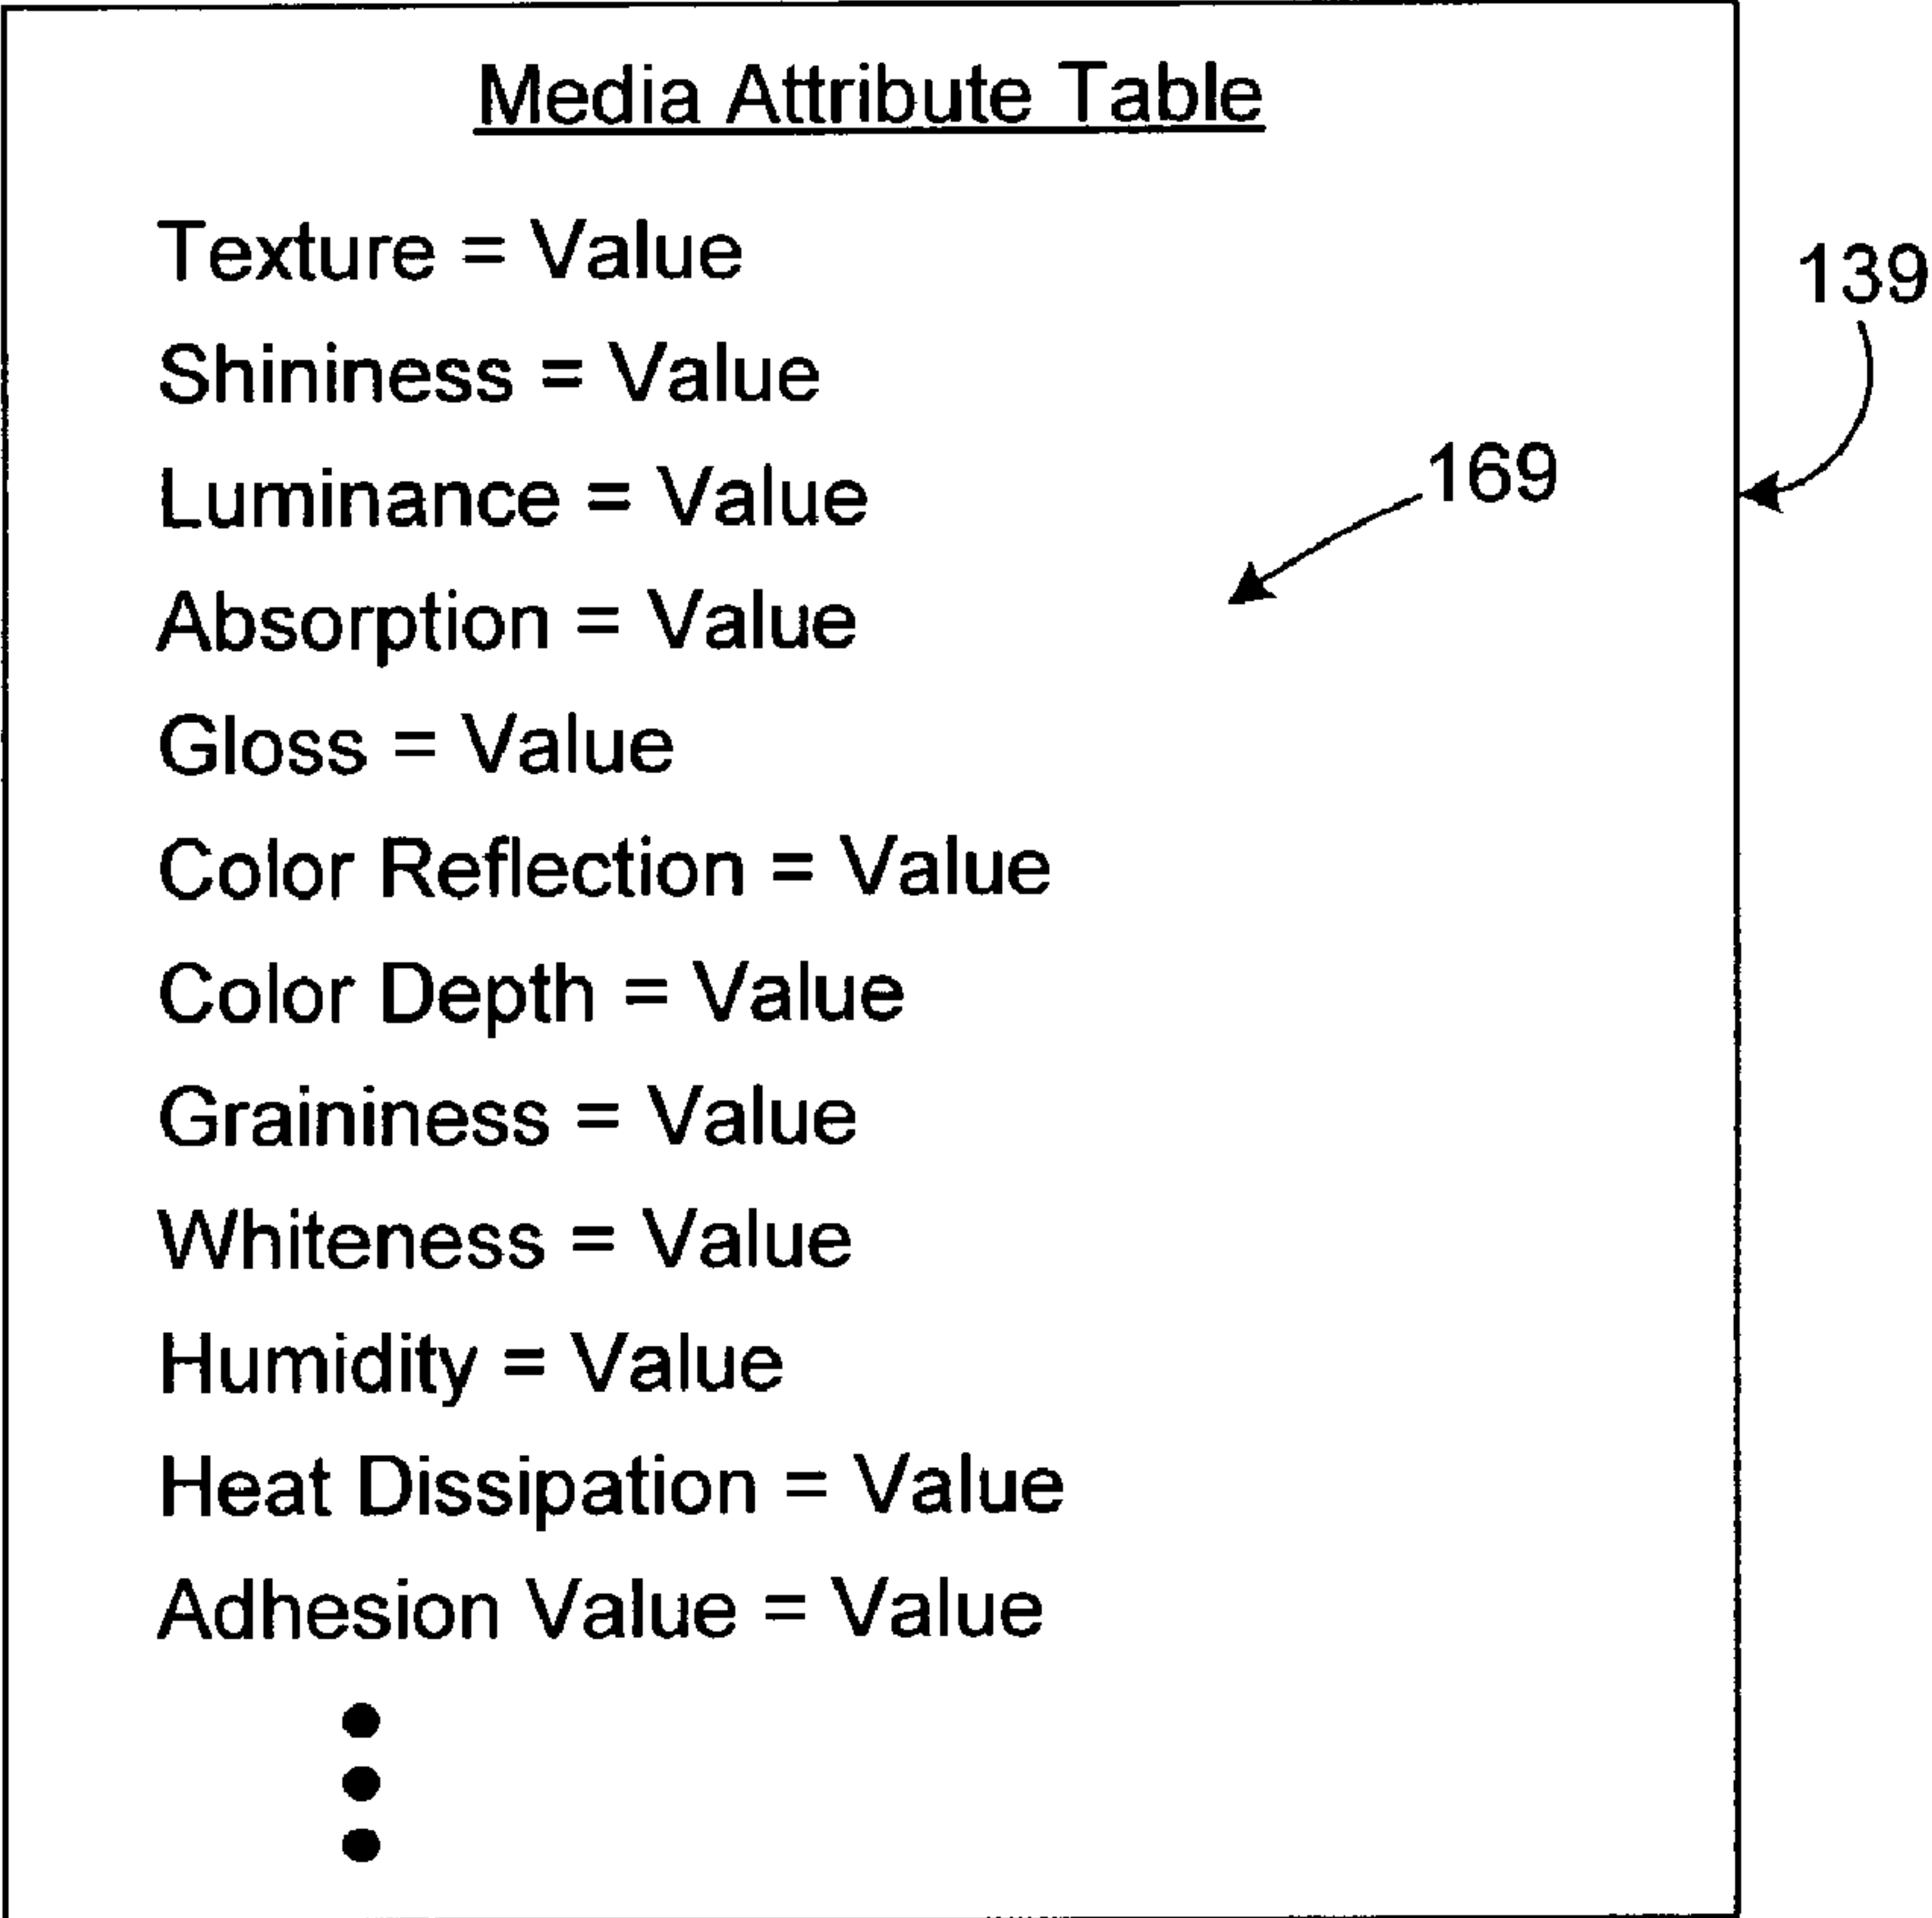 Media Attribute Table
Texture = Value
139
Shininess = Value
169
Luminance = Value
Absorption = Value
Gloss = Value
Color Reflection = Value
Color Depth = Value
Graininess = Value
Whiteness = Value
Humidity = Value
Heat Dissipation = Value
Adhesion Value = Value